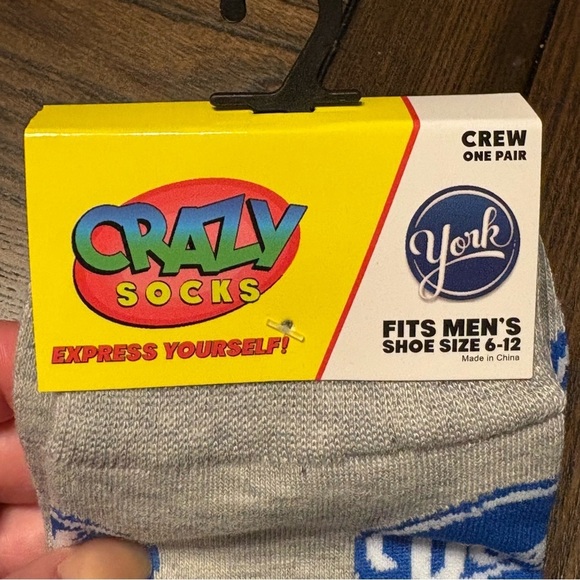 CREW
ONE PAIR
CRAZY
SOCKS
EXPRESS YOURSELF!
York
FITS MEN'S
SHOE SIZE 6-12
Made in China